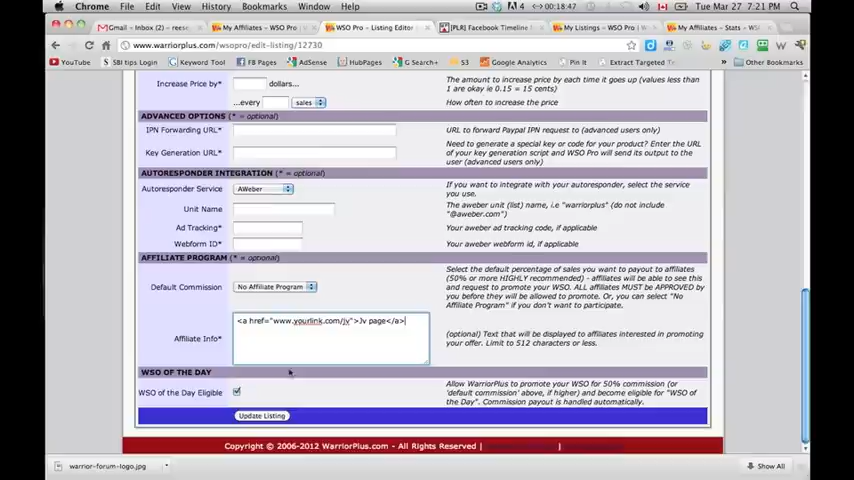 Chrome File Edit View History Bookmarks Window Help
4 00:18:47 Tue Mar 27 7:21 PM
Gmail – Inbox (2) – reese
My Affiliates – WSO Pro
WSO Pro – Listing Editor
[PLR] Facebook Timeline
My Listings – WSO Pro
My Affiliates – Stats – WSO
www.warriorplus.com/wsopro/edit-listing/12730
YouTube SBI tips Login Keyword Tool FB Pages AdSense HubPages G Search+ S3 Google Analytics Pin It Extract Targeted Te
Increase Price by* dollars...
The amount to increase price by each time it goes up (values less
than 1 are okay ie 0.15 = 15 cents)
...every sales
How often to increase the price
ADVANCED OPTIONS (* = optional)
IPN Forwarding URL*
URL to forward Paypal IPN request to (advanced users only)
Key Generation URL*
Need to generate a special key or code for your product? Enter the URL
of your key generation script and WSO Pro will send its output to the
user (advanced users only)
AUTORESPONDER INTEGRATION (* = optional)
Autoresponder Service AWeber
If you want to integrate with your autoresponder, select the service
you use.
Unit Name
The aweber unit (list) name, i.e "warriorplus" (do not include
"@aweber.com")
Ad Tracking*
Your aweber ad tracking code, if applicable
Webform ID*
Your aweber webform id, if applicable
AFFILIATE PROGRAM (* = optional)
Default Commission No Affiliate Program
Select the default percentage of sales you want to payout to affiliates
(50% or more HIGHLY recommended) - affiliates will be able to see this
and request to promote your WSO. ALL affiliates MUST BE APPROVED by
you before they will be allowed to promote. Or, you can select "No
Affiliate Program" if you don't want to participate.
Affiliate Info*
<a href="www.yourlink.com/jv">Jv page</a>
(optional) Text that will be displayed to affiliates interested in promoting
your offer. Limit to 512 characters or less.
WSO OF THE DAY
WSO of the Day Eligible
Allow WarriorPlus to promote your WSO for 50% commission (or
'default commission' above, if higher) and become eligible for "WSO of
the Day". Commission payout is handled automatically.
Update Listing
Copyright © 2006-2012 WarriorPlus.com - All Rights Reserved |
warrior-forum-logo.jpg
Show All